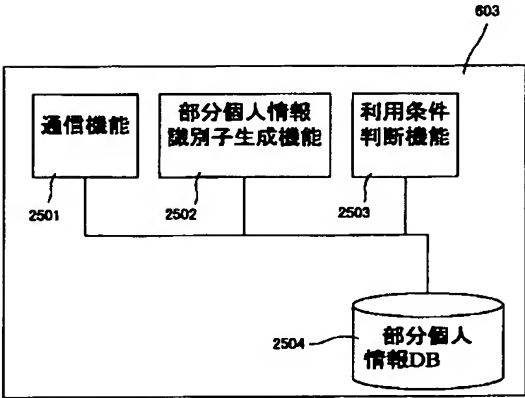 603
通信機能
部分個人情報
識別子生成機能
利用条件
判断機能
2501
2502
2503
2504
部分個人
情報DB